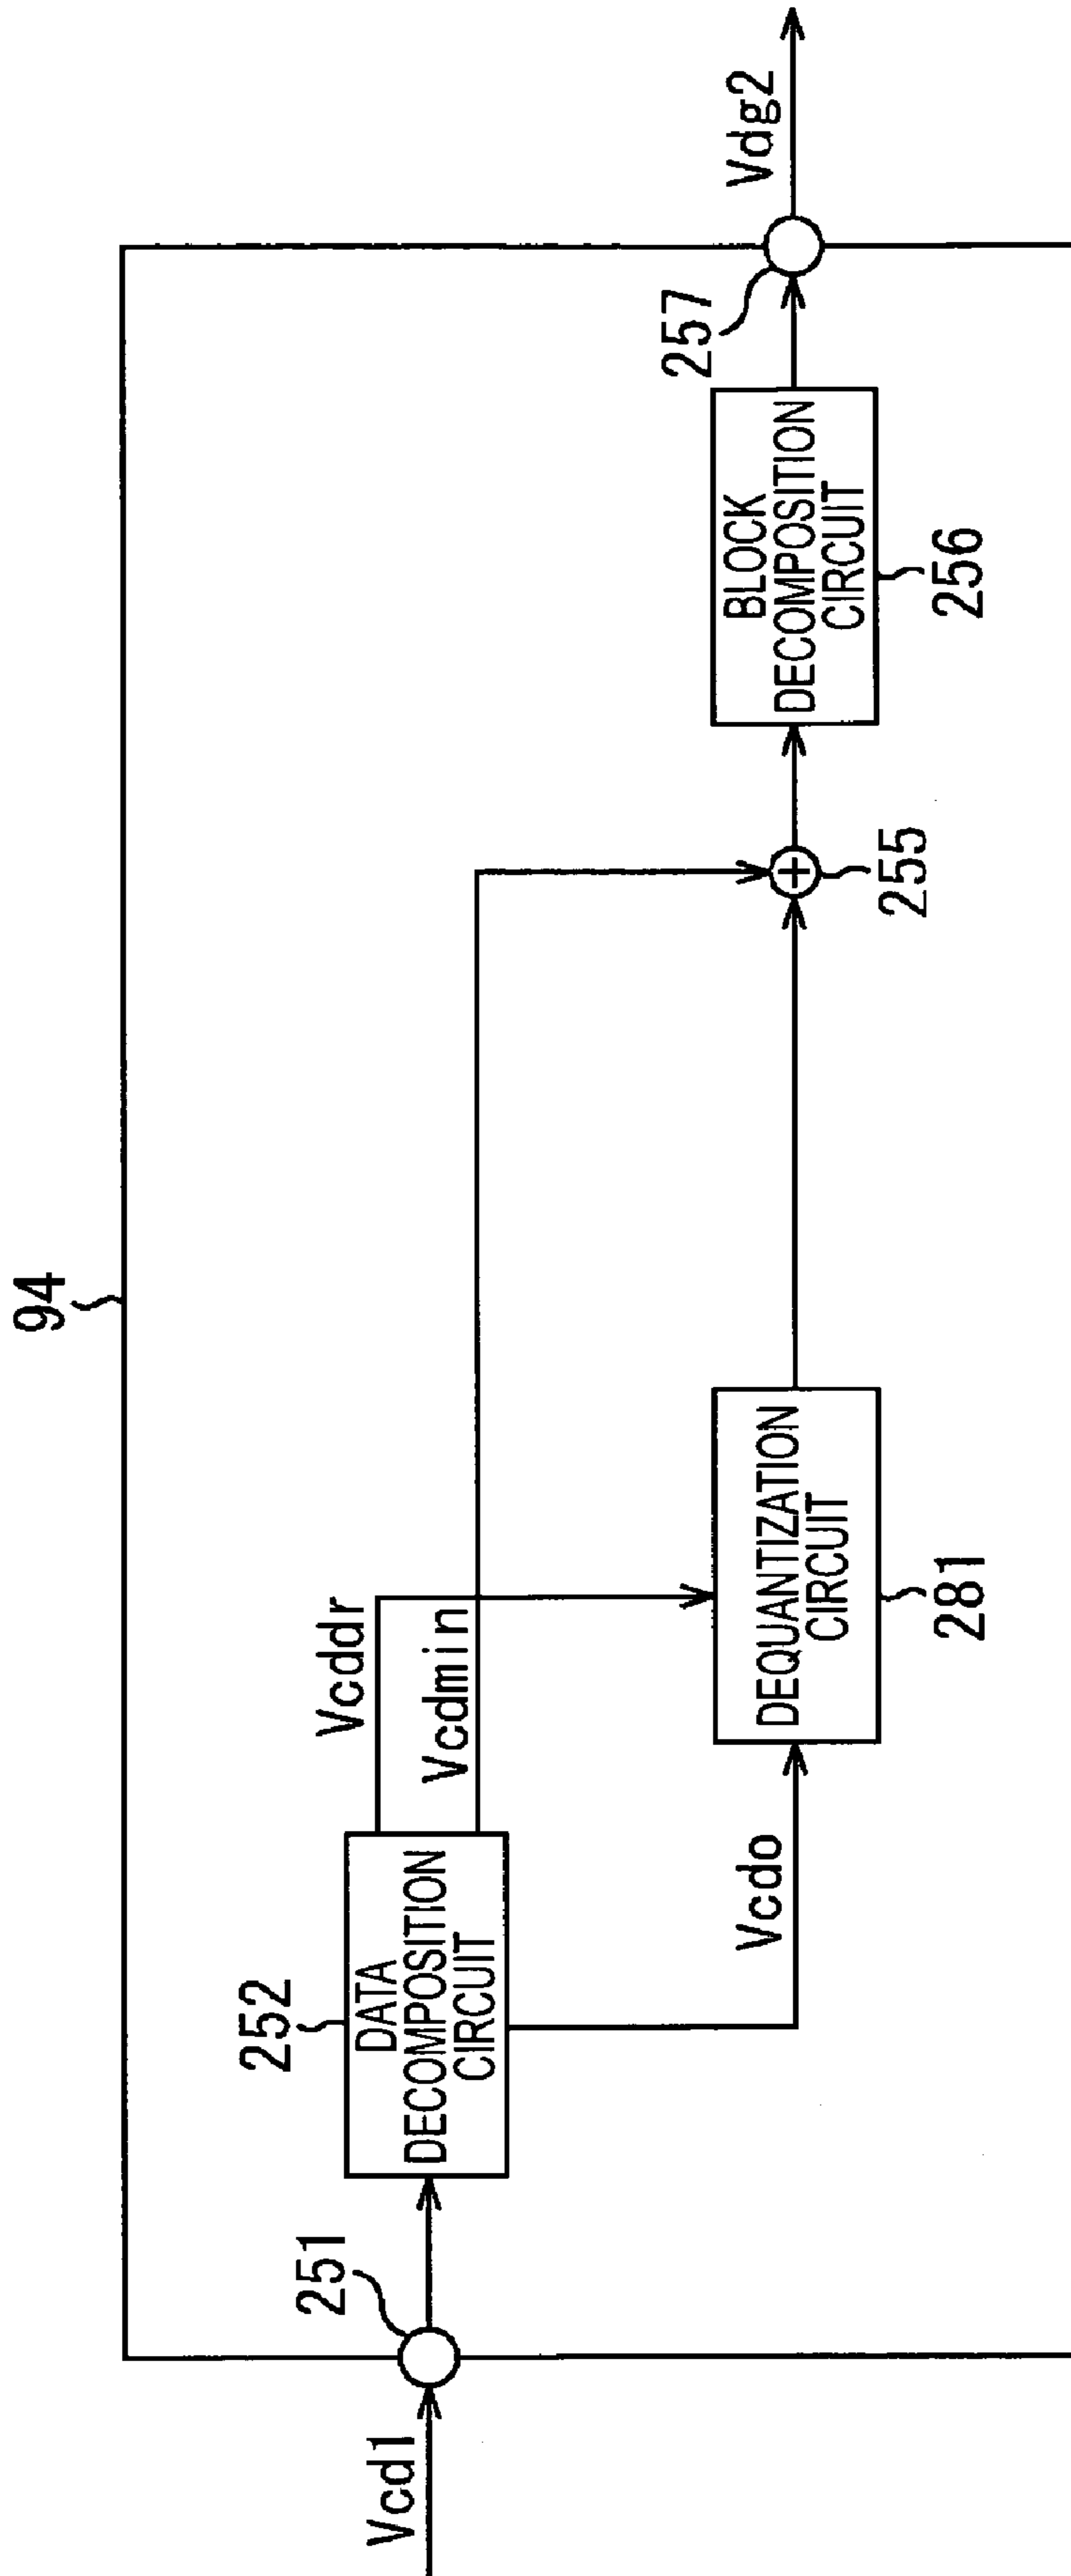 94
Vcd1
251
252
DATA
DECOMPOSITION
CIRCUIT
Vcddr
Vcdmin
Vcdo
DEQUANTIZATION
CIRCUIT
281
+
255
BLOCK
DECOMPOSITION
CIRCUIT
256
257
Vdg2